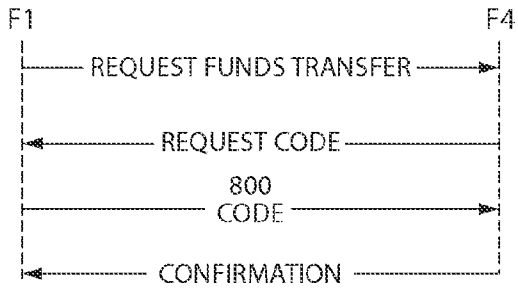 F1 F4
REQUEST FUNDS TRANSFER
REQUEST CODE
800
CODE
CONFIRMATION